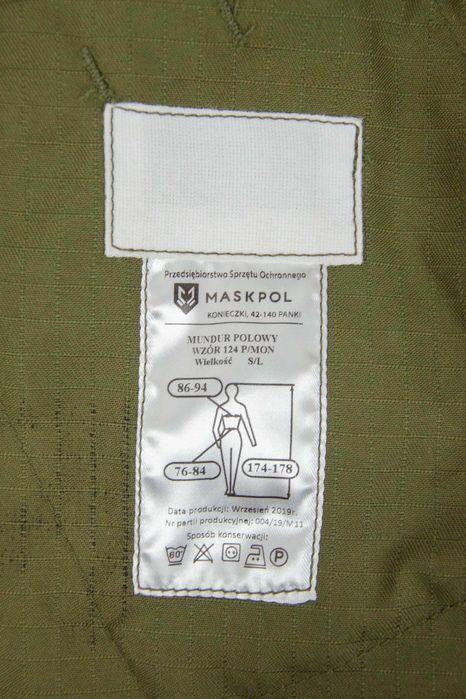 Przedsiębiorstwo Sprzętu Ochronnego
MASKPOL
KONIECZKI, 42-140 PANKI
MUNDUR POLOWY
WZÓR 124 P/MON
Wielkość S/L
86-94
76-84 174-178
Data produkcji: Wrzesień 2019r.
Nr partii produkcyjnej: 004/19/M11
Sposób konserwacji:
60° P